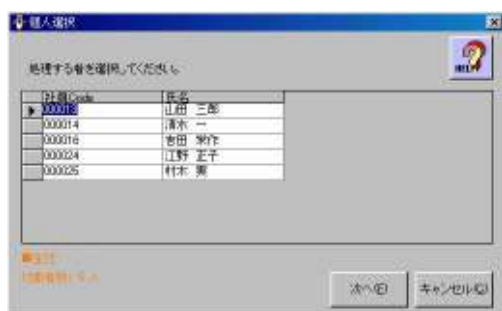 個人選択
処理する者を選択してください。
HELP
社員Code 氏名
000013 山田 三郎
000014 清水 一
000016 吉田 栄作
000024 江野 正子
000025 村木 実
次へ(E) キャンセル(Q)